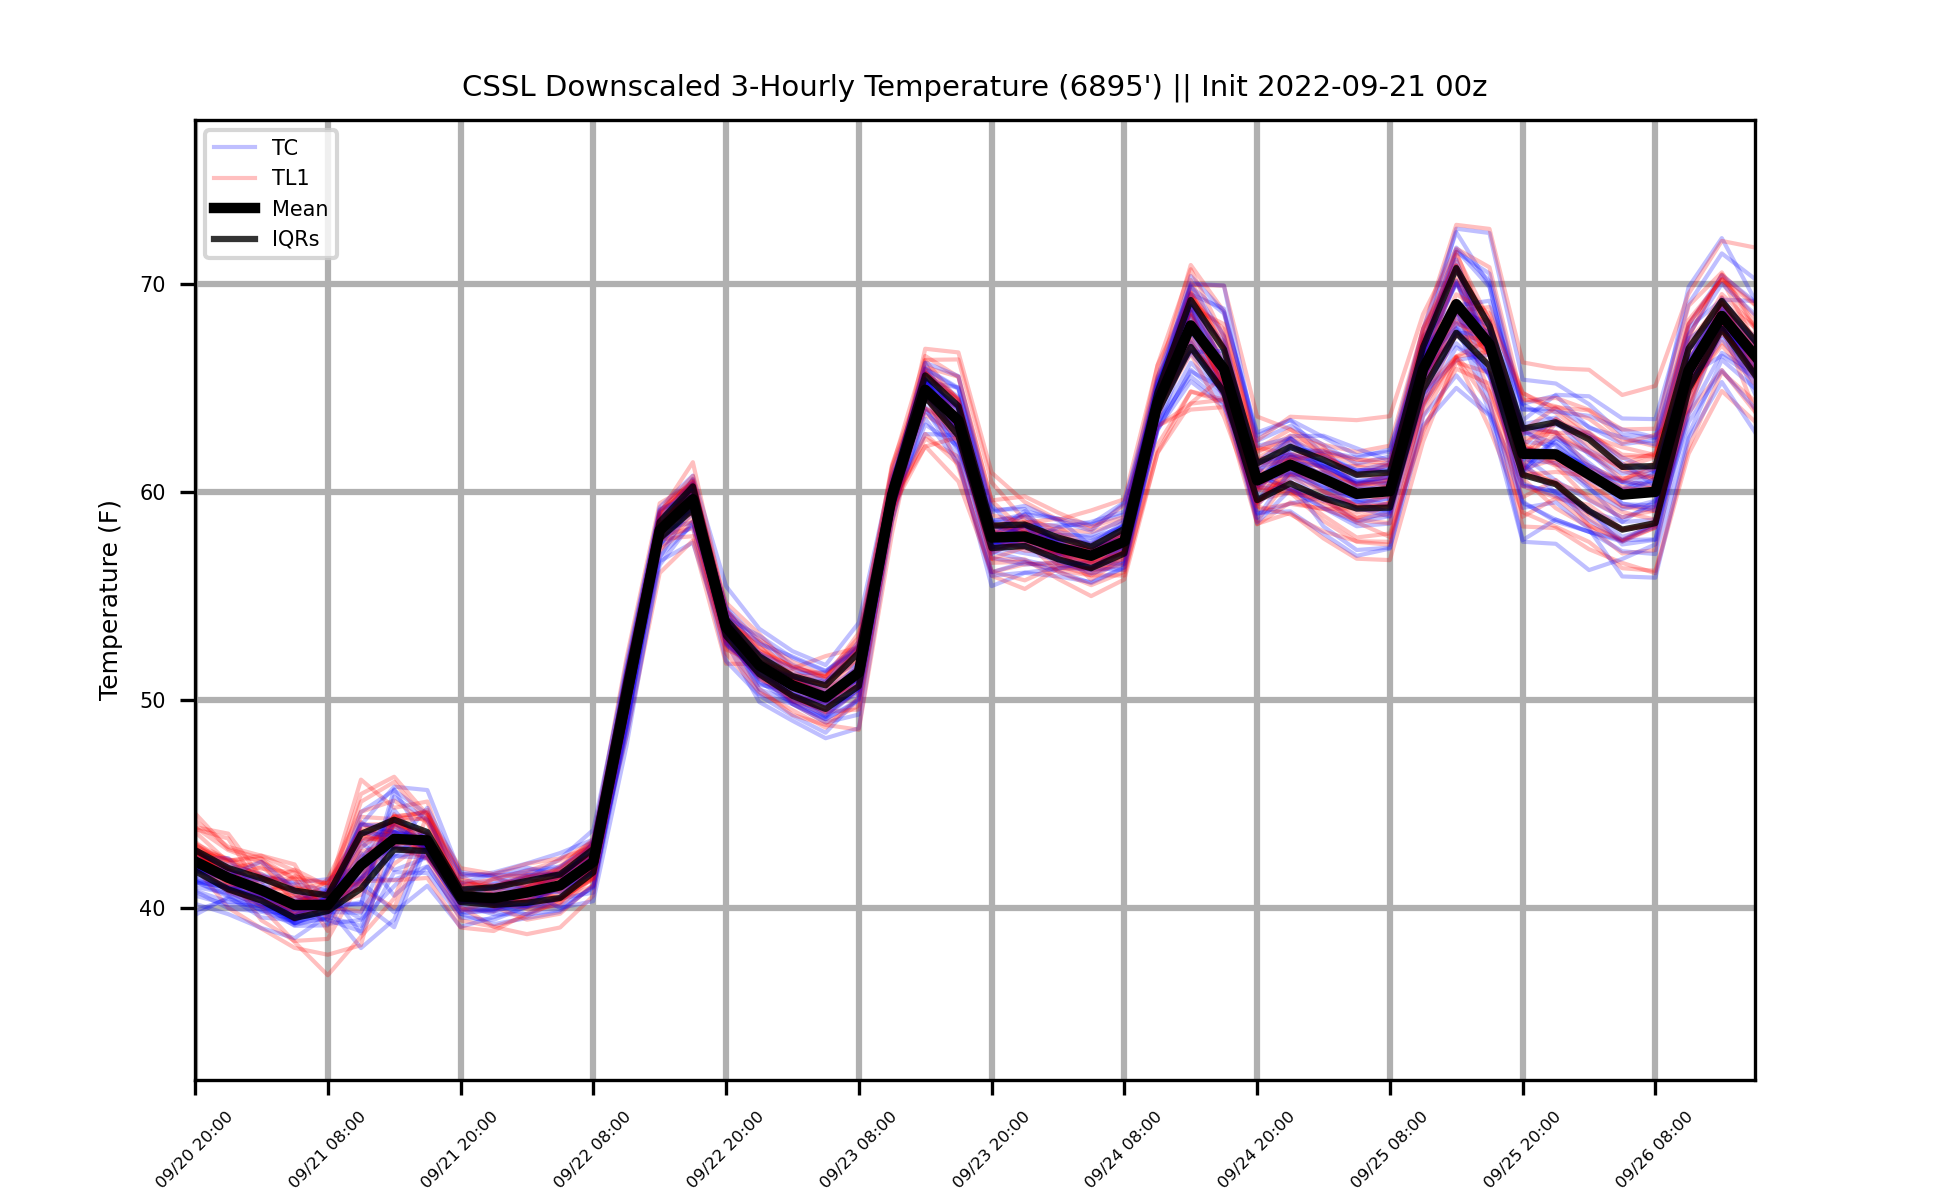 CSSL Downscaled 3-Hourly Temperature (6895') || Init 2022-09-21 00z
TC
TL1
Mean
IQRs
Temperature (F)
70
60
50
40
09/20 20:00
09/21 08:00
09/21 20:00
09/22 08:00
09/22 20:00
09/23 08:00
09/23 20:00
09/24 08:00
09/24 20:00
09/25 08:00
09/25 20:00
09/26 08:00